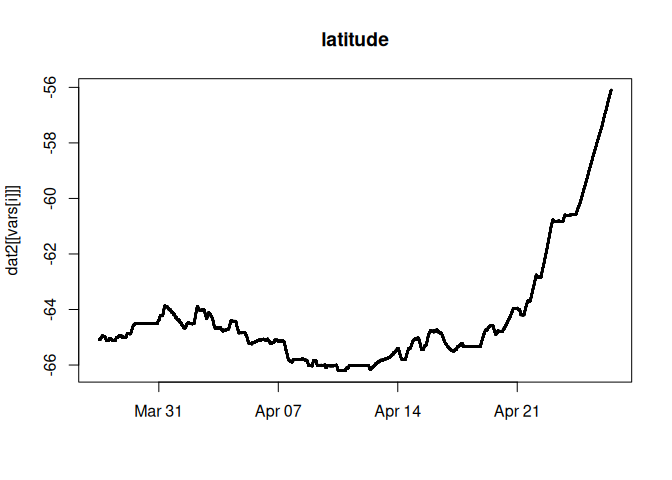 latitude
dat2[[vars[i]]]
-56
-58
-60
-62
-64
-66
Mar 31
Apr 07
Apr 14
Apr 21